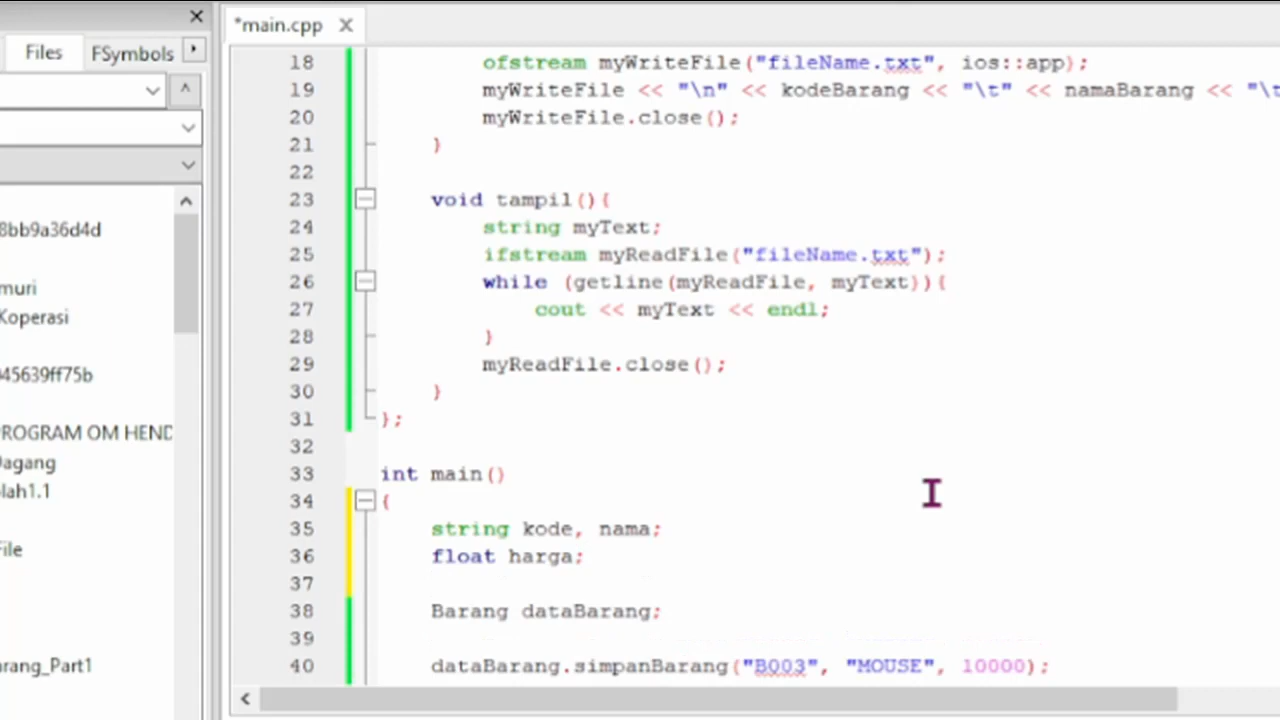 *main.cpp
Files FSymbols
8bb9a36d4d
muri
Koperasi
45639ff75b
PROGRAM OM HEND
Dagang
lah1.1
File
arang_Part1
18 ofstream myWriteFile("fileName.txt", ios::app);
19 myWriteFile << "\n" << kodeBarang << "\t" << namaBarang << "\t
20 myWriteFile.close();
21 }
22
23 void tampil(){
24 string myText;
25 ifstream myReadFile("fileName.txt");
26 while (getline(myReadFile, myText)){
27 cout << myText << endl;
28 }
29 myReadFile.close();
30 }
31 };
32
33 int main()
34 {
35 string kode, nama;
36 float harga;
37
38 Barang dataBarang;
39
40 dataBarang.simpanBarang("B003", "MOUSE", 10000);